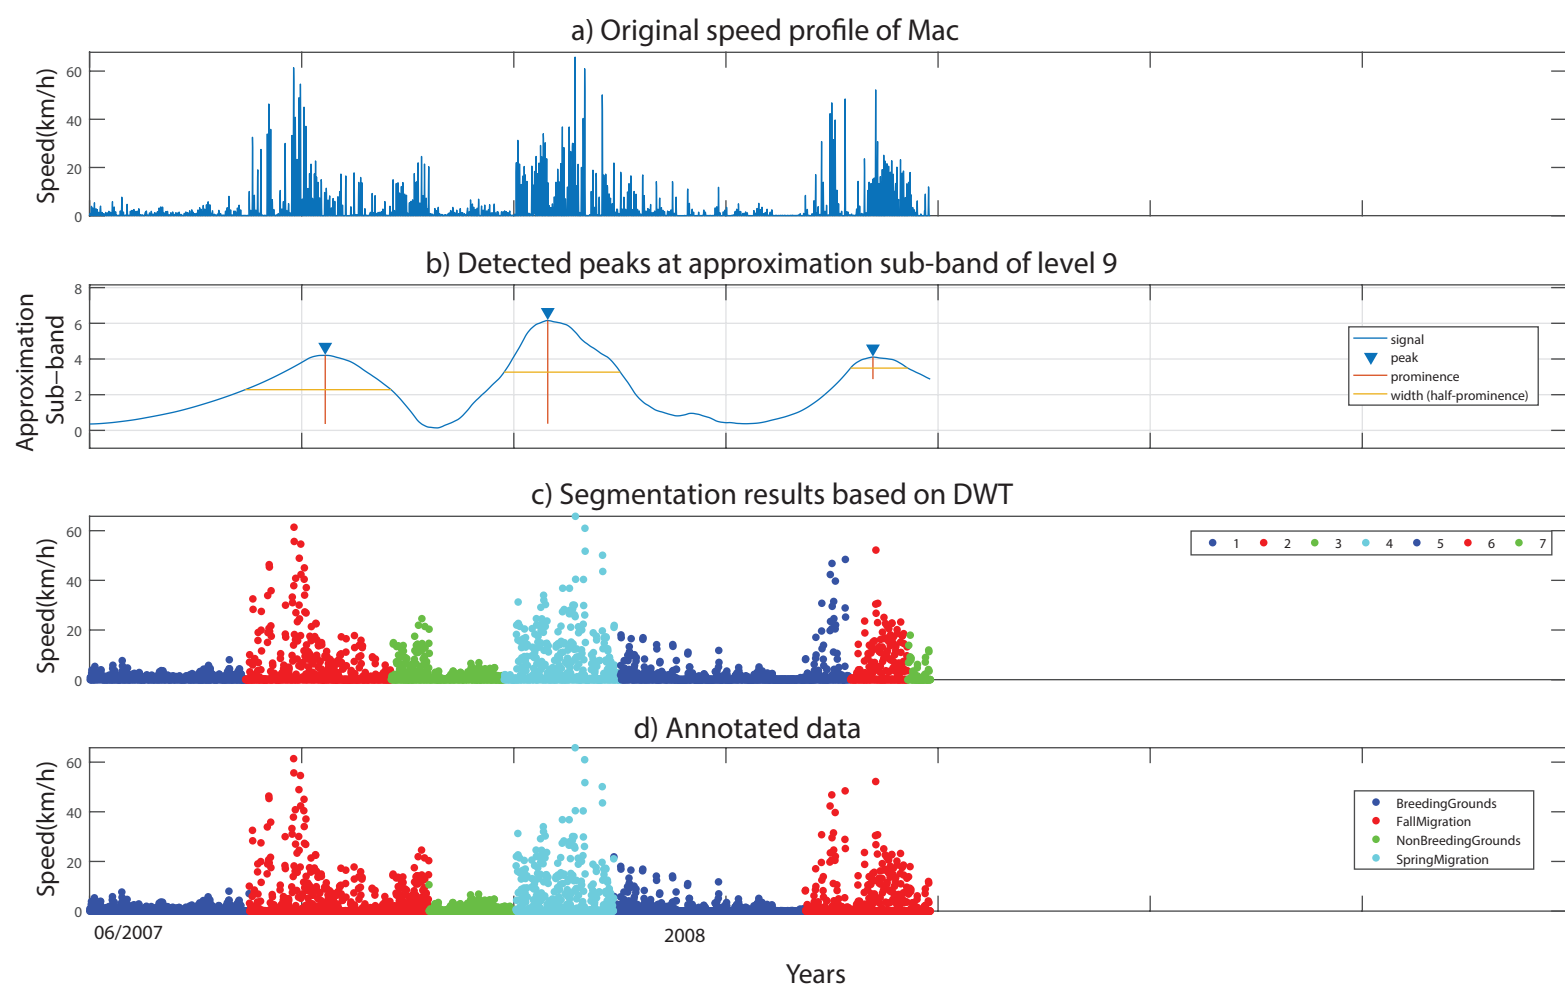 a) Original speed profile of Mac
Speed(km/h)
60
40
20
0
b) Detected peaks at approximation sub-band of level 9
Approximation
Sub−band
8
6
4
2
0
signal
peak
prominence
width (half-prominence)
c) Segmentation results based on DWT
Speed(km/h)
60
40
20
0
1 2 3 4 5 6 7
d) Annotated data
Speed(km/h)
60
40
20
0
BreedingGrounds
FallMigration
NonBreedingGrounds
SpringMigration
06/2007 2008
Years